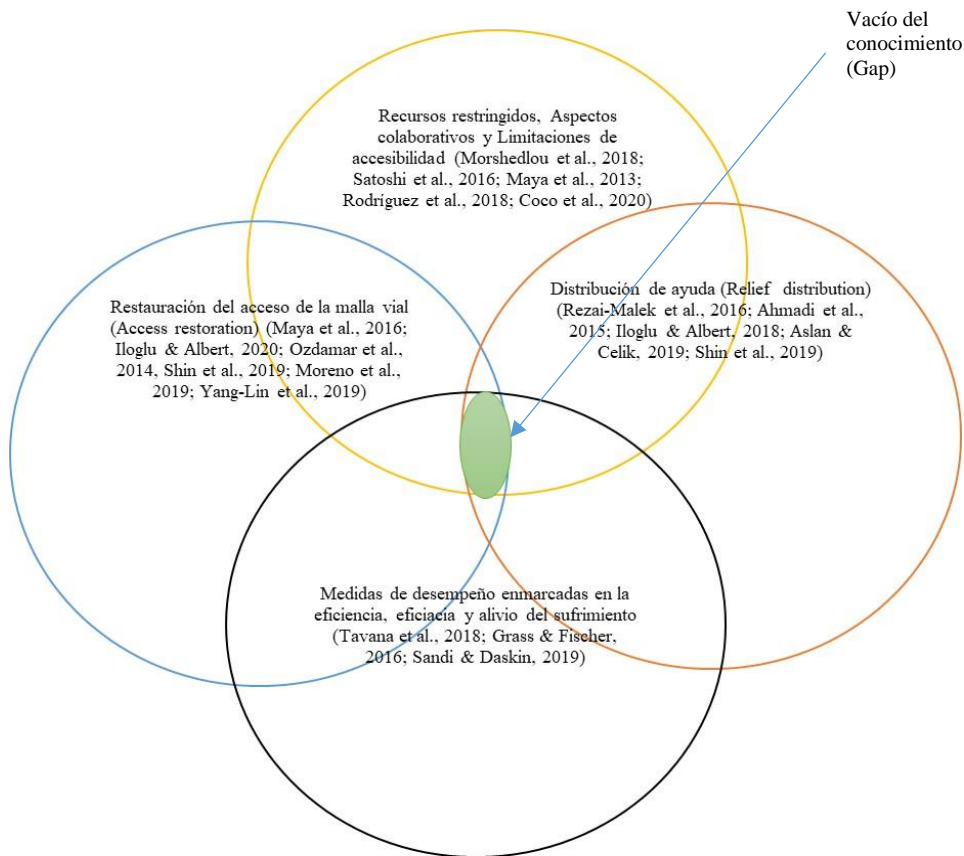 Vacío del
conocimiento
(Gap)
Recursos restringidos, Aspectos
colaborativos y Limitaciones de
accesibilidad (Morshedlou et al., 2018;
Satoshi et al., 2016; Maya et al., 2013;
Rodríguez et al., 2018; Coco et al., 2020)
Restauración del acceso de la malla vial
(Access restoration) (Maya et al., 2016;
Iloglu & Albert, 2020; Ozdamar et al.,
2014, Shin et al., 2019; Moreno et al.,
2019; Yang-Lin et al., 2019)
Distribución de ayuda (Relief distribution)
(Rezai-Malek et al., 2016; Ahmadi et al.,
2015; Iloglu & Albert, 2018; Aslan &
Celik, 2019; Shin et al., 2019)
Medidas de desempeño enmarcadas en la
eficiencia, eficiacia y alivio del sufrimiento
(Tavana et al., 2018; Grass & Fischer,
2016; Sandi & Daskin, 2019)